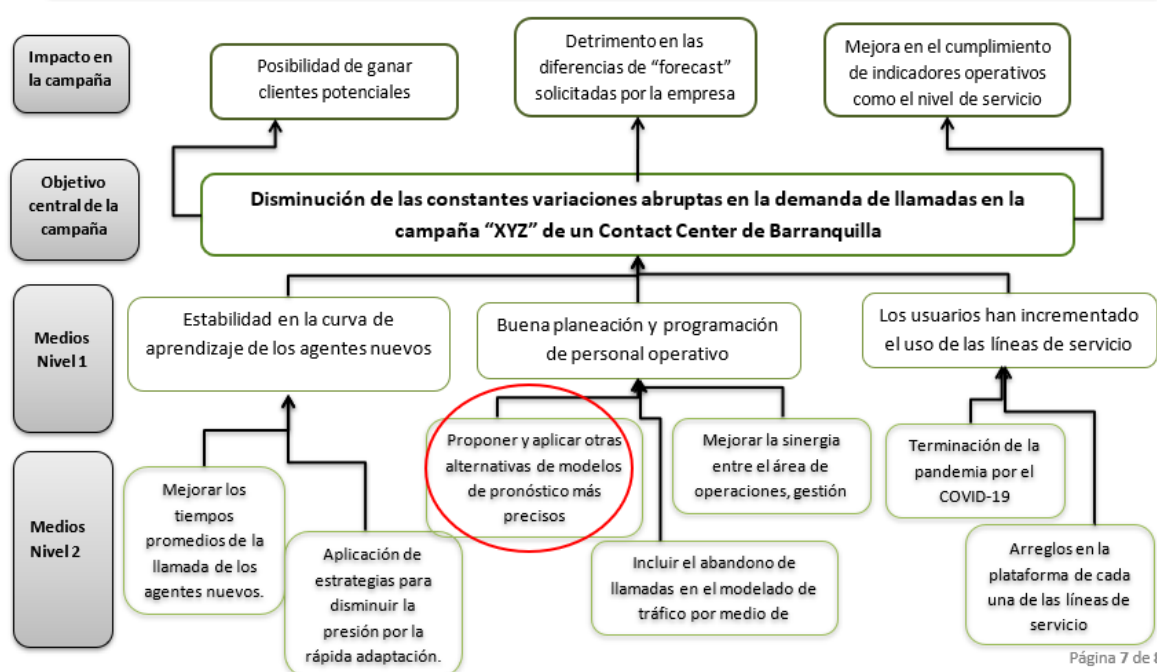 Impacto en
la campaña
Posibilidad de ganar
clientes potenciales
Detrimento en las
diferencias de “forecast”
solicitadas por la empresa
Mejora en el cumplimiento
de indicadores operativos
como el nivel de servicio
Objetivo
central de la
campaña
Disminución de las constantes variaciones abruptas en la demanda de llamadas en la
campaña “XYZ” de un Contact Center de Barranquilla
Medios
Nivel 1
Estabilidad en la curva de
aprendizaje de los agentes nuevos
Buena planeación y programación
de personal operativo
Los usuarios han incrementado
el uso de las líneas de servicio
Medios
Nivel 2
Mejorar los
tiempos
promedios de la
llamada de los
agentes nuevos.
Aplicación de
estrategias para
disminuir la
presión por la
rápida adaptación.
Proponer y aplicar otras
alternativas de modelos
de pronóstico más
precisos
Incluir el abandono de
llamadas en el modelado de
tráfico por medio de
Mejorar la sinergia
entre el área de
operaciones, gestión
Terminación de la
pandemia por el
COVID-19
Arreglos en la
plataforma de cada
una de las líneas de
servicio
Página 7 de 8